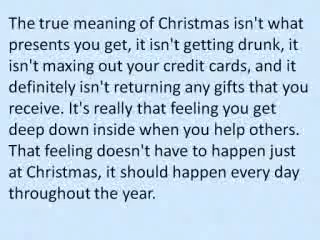 The true meaning of Christmas isn't what
presents you get, it isn't getting drunk, it
isn't maxing out your credit cards, and it
definitely isn't returning any gifts that you
receive. It's really that feeling you get
deep down inside when you help others.
That feeling doesn't have to happen just
at Christmas, it should happen every day
throughout the year.